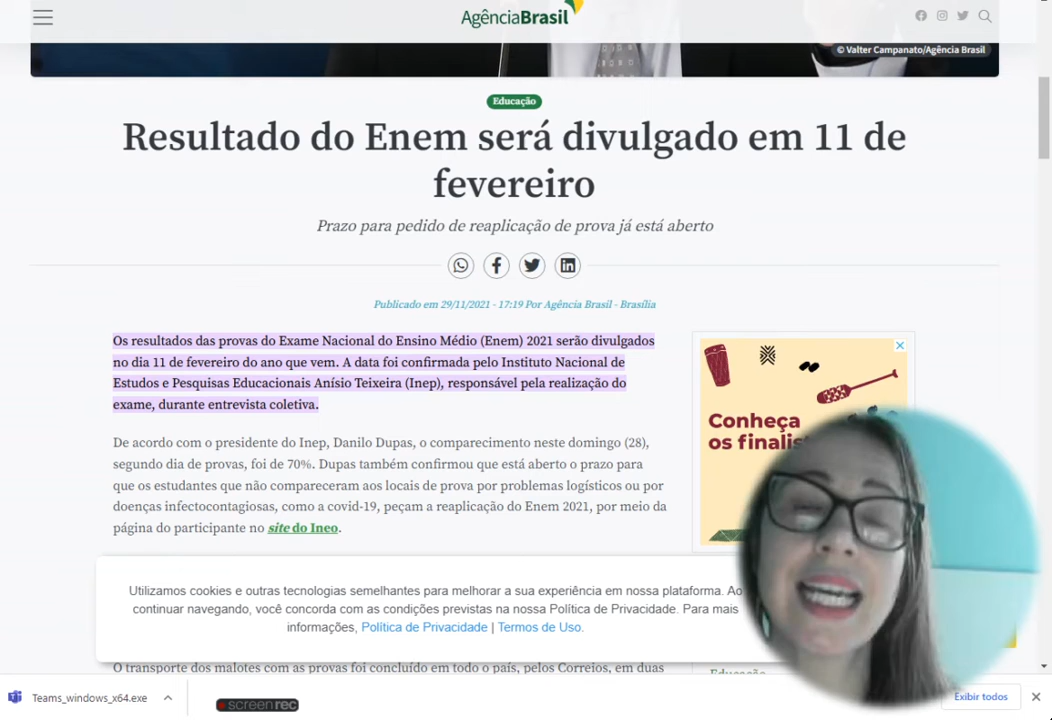 AgênciaBrasil
© Valter Campanato/Agência Brasil
Educação
Resultado do Enem será divulgado em 11 de
fevereiro
Prazo para pedido de reaplicação de prova já está aberto
Publicado em 29/11/2021 - 17:19 Por Agência Brasil - Brasília
Os resultados das provas do Exame Nacional do Ensino Médio (Enem) 2021 serão divulgados
no dia 11 de fevereiro do ano que vem. A data foi confirmada pelo Instituto Nacional de
Estudos e Pesquisas Educacionais Anísio Teixeira (Inep), responsável pela realização do
exame, durante entrevista coletiva.
De acordo com o presidente do Inep, Danilo Dupas, o comparecimento neste domingo (28),
segundo dia de provas, foi de 70%. Dupas também confirmou que está aberto o prazo para
que os estudantes que não compareceram aos locais de prova por problemas logísticos ou por
doenças infectocontagiosas, como a covid-19, peçam a reaplicação do Enem 2021, por meio da
página do participante no site do Ineo.
Conheça
os finalis
Utilizamos cookies e outras tecnologias semelhantes para melhorar a sua experiência em nossa plataforma. Ao
continuar navegando, você concorda com as condições previstas na nossa Política de Privacidade. Para mais
informações, Política de Privacidade | Termos de Uso.
O transporte dos malotes com as provas foi concluído em todo o país, pelos Correios, em duas
Educação
Teams_windows_x64.exe
screenrec
Exibir todos